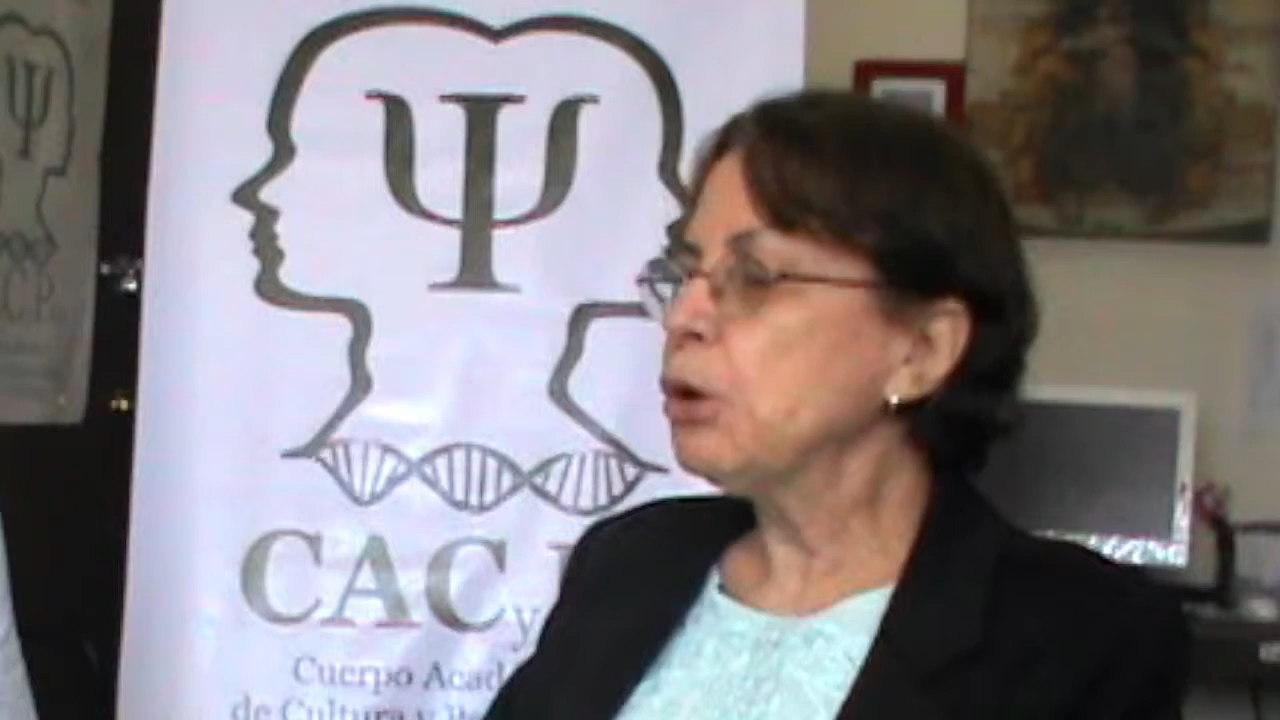 Ψ
CAC y
Cuerpo Acad
de Cultura y
Ψ
C.P.